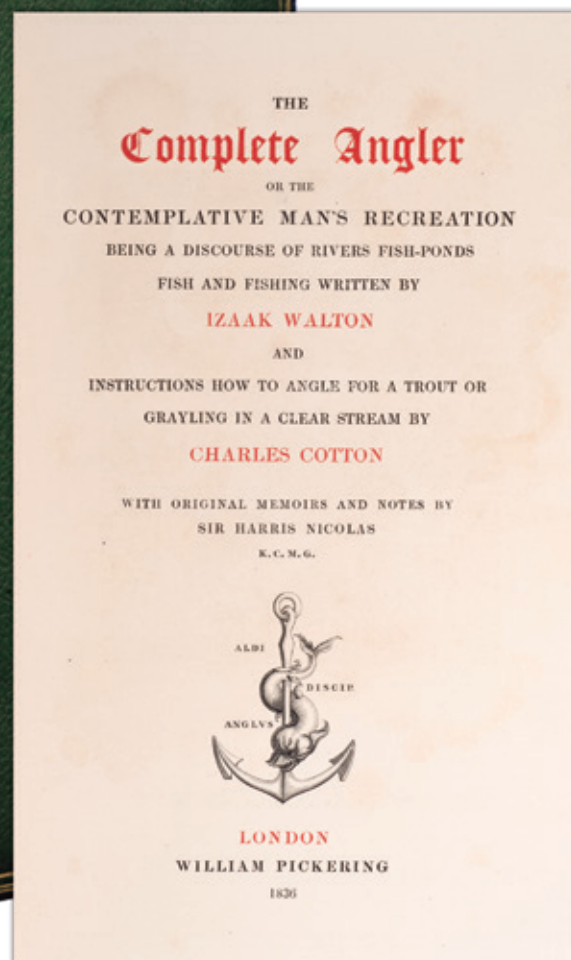 THE
Complete Angler
OR THE
CONTEMPLATIVE MAN'S RECREATION
BEING A DISCOURSE OF RIVERS FISH-PONDS
FISH AND FISHING WRITTEN BY
IZAAK WALTON
AND
INSTRUCTIONS HOW TO ANGLE FOR A TROUT OR
GRAYLING IN A CLEAR STREAM BY
CHARLES COTTON
WITH ORIGINAL MEMOIRS AND NOTES BY
SIR HARRIS NICOLAS
K. C. M. G.
ALDI
DISCIP.
ANGLVS
LONDON
WILLIAM PICKERING
1836